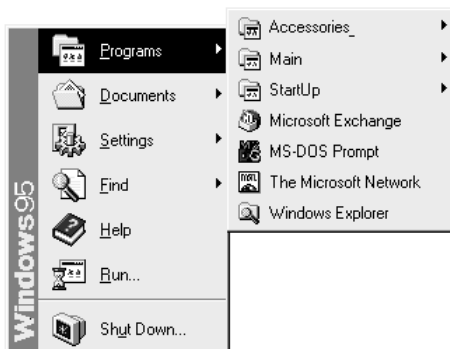 Programs
Documents
Settings
Find
Help
Run...
Shut Down...
Windows95
Accessories_
Main
StartUp
Microsoft Exchange
MS-DOS Prompt
The Microsoft Network
Windows Explorer